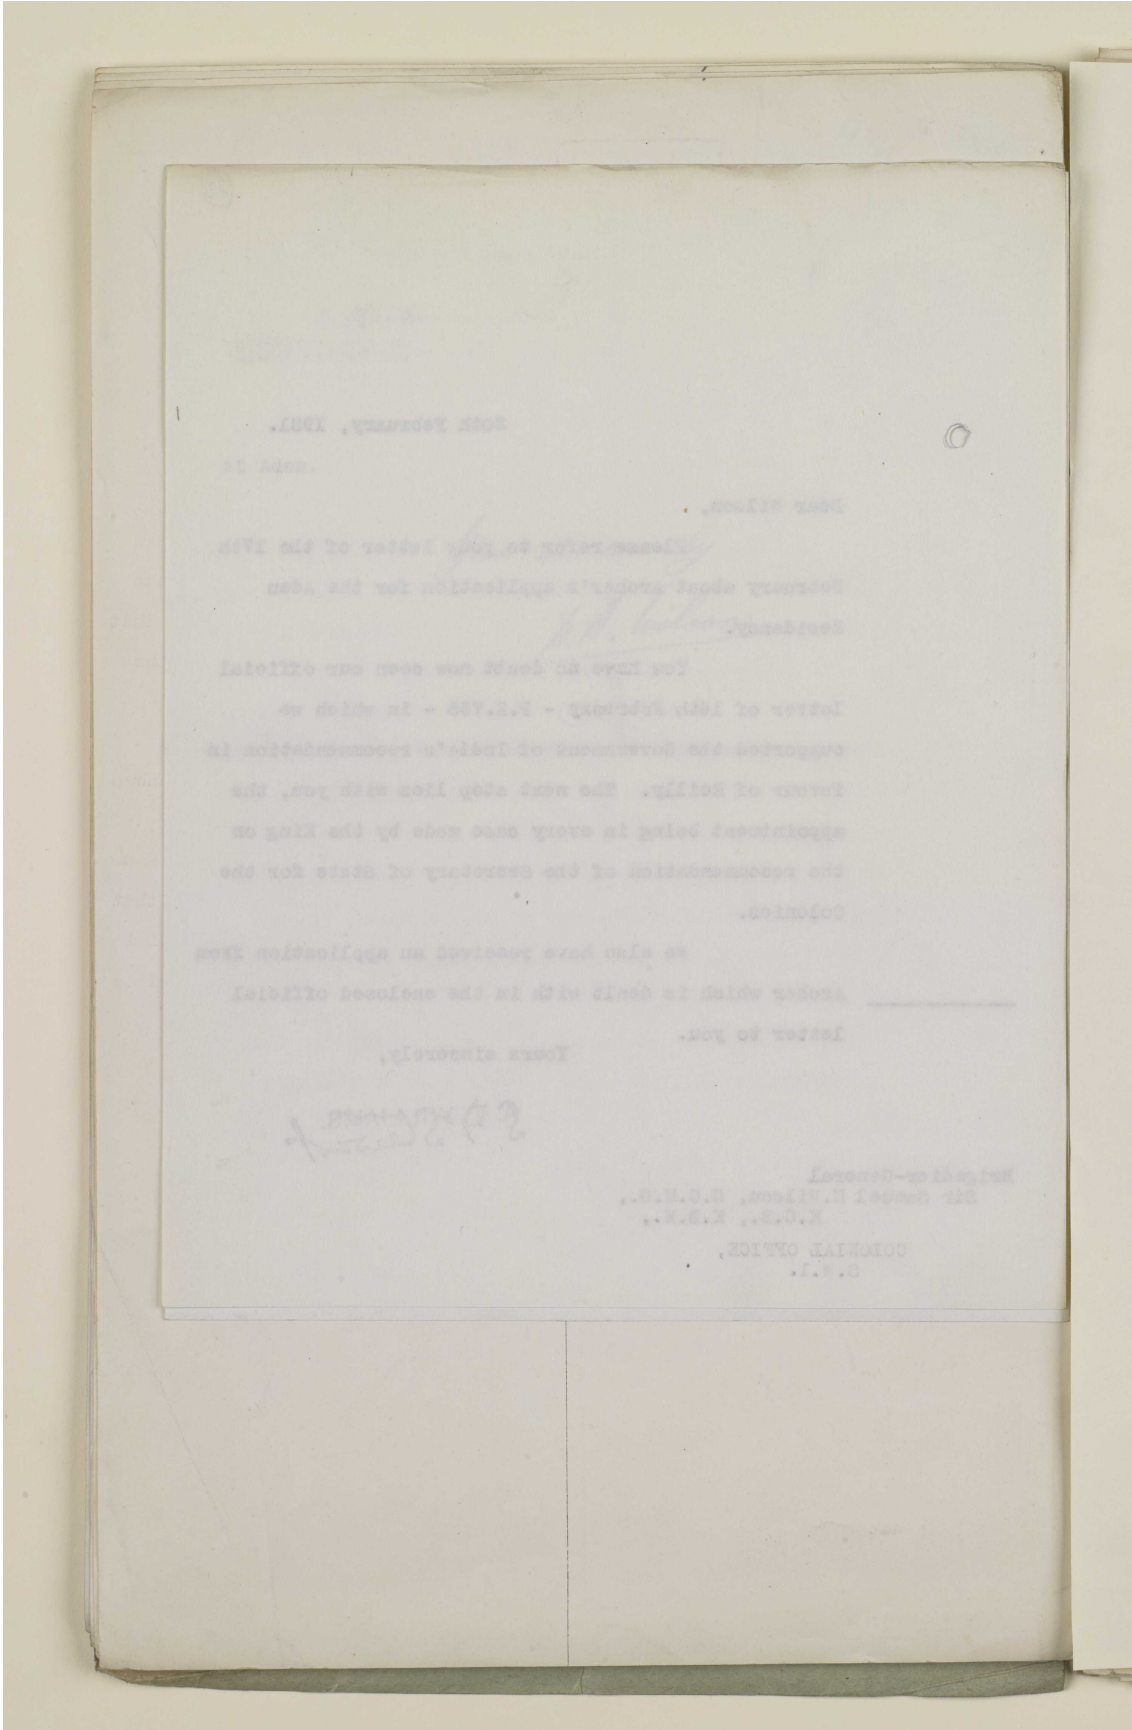 20th February, 1931.
Dear Wilson,
Please refer to your letter of the 17th
February about Archer's application for the Aden
Residency.
You have no doubt now seen our official
letter of 14th February - P.Z.735 - in which we
supported the Government of India's recommendation in
favour of Reilly. The next step lies with you, the
appointment being in every case made by the King on
the recommendation of the Secretary of State for the
Colonies.
We also have received an application from
Archer which is dealt with in the enclosed official
letter to you.
Yours sincerely,
Brigadier-General
Sir Samuel H.Wilson, G.C.M.G.,
K.C.B., K.B.E.,
COLONIAL OFFICE,
S.W.1.